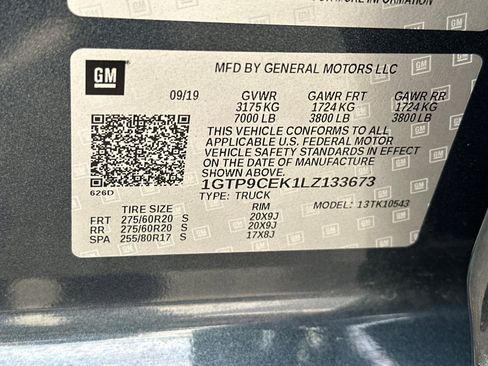 FOR MORE INFORMATION
GM
MFD BY GENERAL MOTORS LLC
09/19 GVWR GAWR FRT GAWR RR
3175 KG 1724 KG 1724 KG
7000 LB 3800 LB 3800 LB
THIS VEHICLE CONFORMS TO ALL
APPLICABLE U.S. FEDERAL MOTOR
VEHICLE SAFETY STANDARDS IN EFFECT
ON THE DATE OF MANUFACTURE SHOWN ABOVE.
1GTP9CEK1LZ133673
626D
TYPE: TRUCK
MODEL: 13TK10543
TIRE SIZE RIM
FRT 275/60R20 S 20X9J
RR 275/60R20 S 20X9J
SPA 255/80R17 S 17X8J